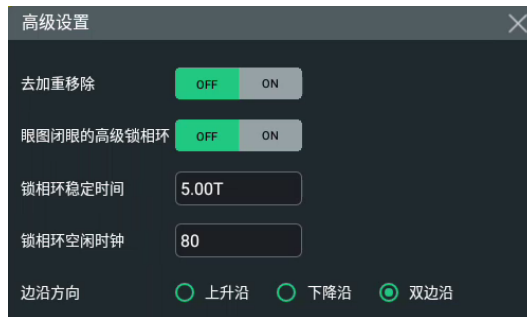 高级设置
去加重移除 OFF ON
眼图闭眼的高级锁相环 OFF ON
锁相环稳定时间 5.00T
锁相环空闲时钟 80
边沿方向 上升沿 下降沿 双边沿